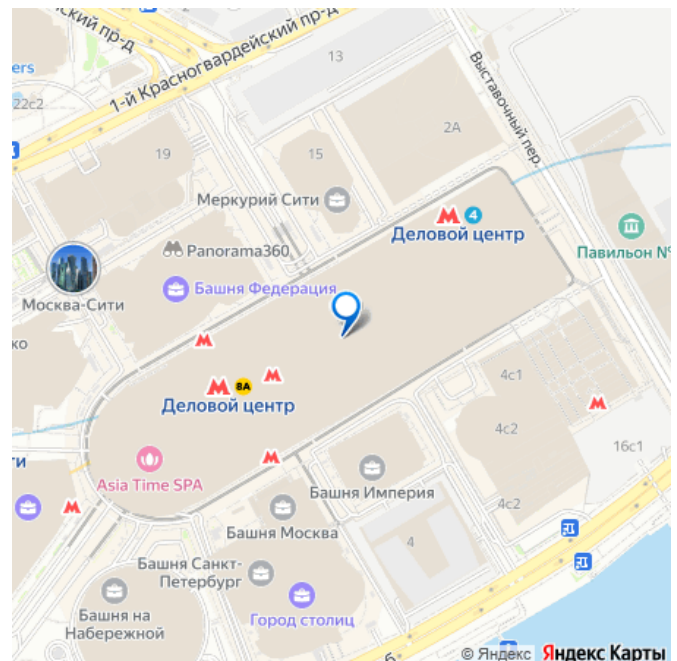 ский пр-д
1-й Красногвардейский пр-д
ers
22с2
13
Выставочный пер.
2А
19
15
Меркурий Сити
4
Деловой центр
Panorama360
Павильон №
Башня Федерация
Москва-Сити
ко
8А
Деловой центр
4с1
4с2
16с1
ти
Asia Time SPA
Башня Империя
4с2
Башня Москва
4
Башня Санкт-
Петербург
Башня на
Набережной
Город столиц
б.
© Яндекс Яндекс Карты